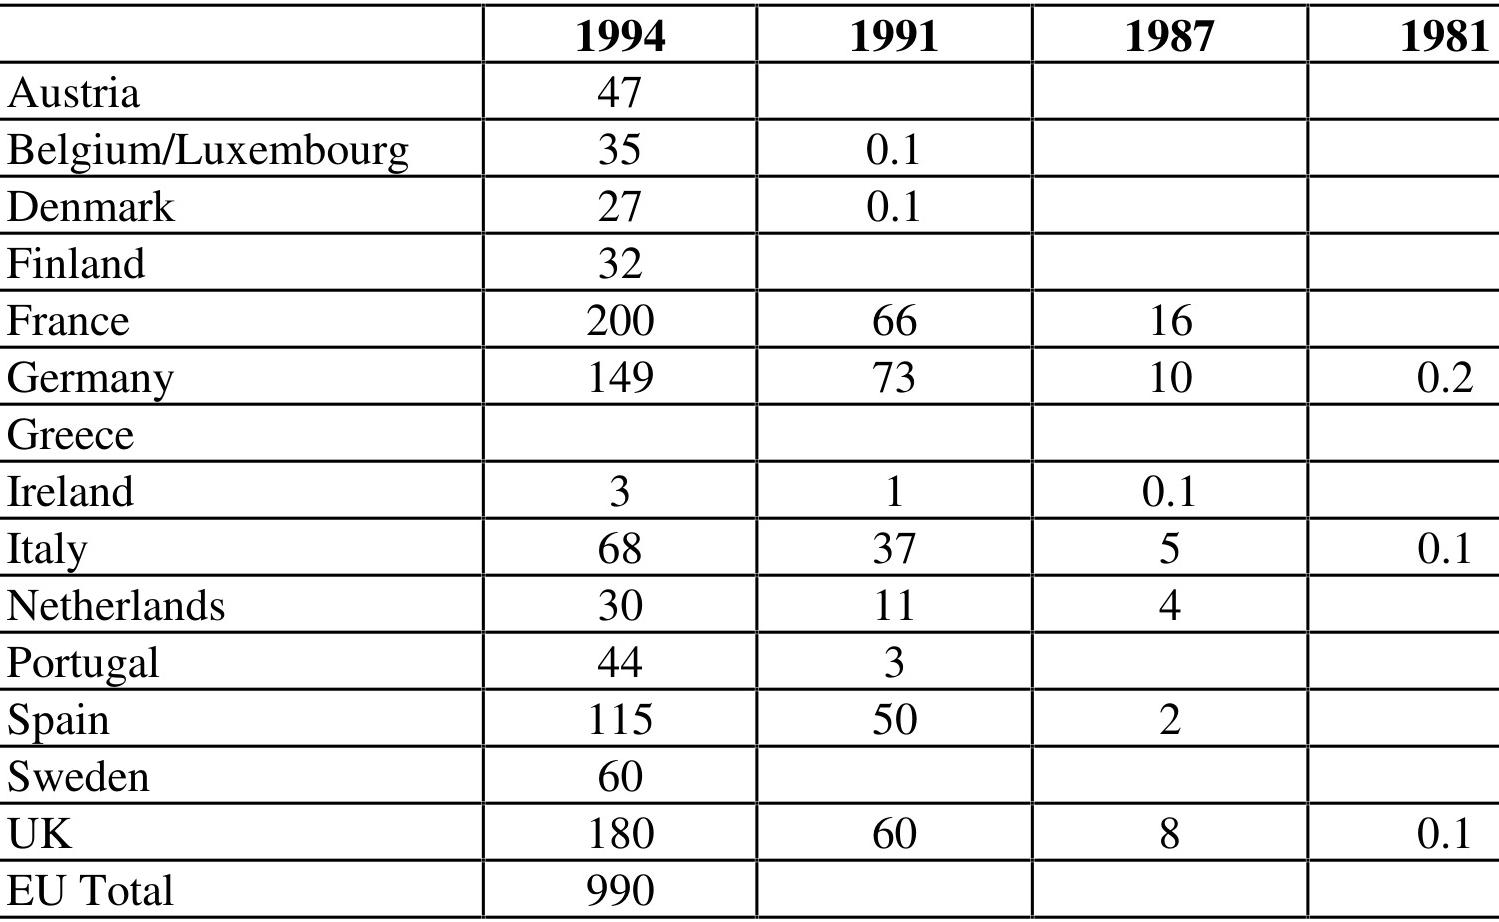 1994 1991 1987 1981
Austria 47
Belgium/Luxembourg 35 0.1
Denmark 27 0.1
Finland 32
France 200 66 16
Germany 149 73 10 0.2
Greece
Ireland 3 1 0.1
Italy 68 37 5 0.1
Netherlands 30 11 4
Portugal 44 3
Spain 115 50 2
Sweden 60
UK 180 60 8 0.1
EU Total 990